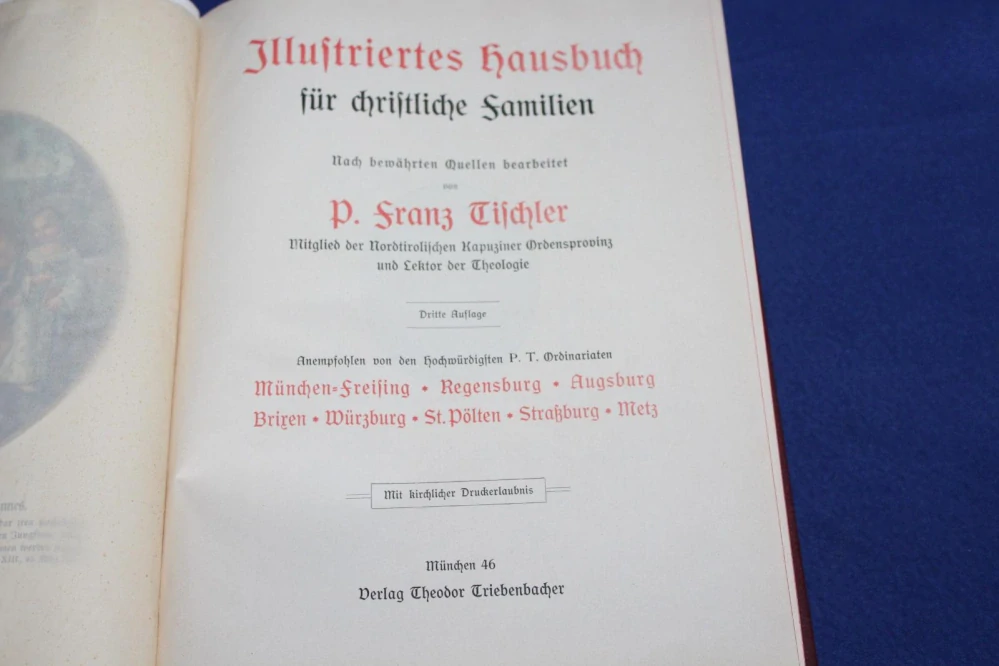 Illustriertes Hausbuch
für christliche Familien
Nach bewährten Quellen bearbeitet
von
P. Franz Tischler
Mitglied der Nordtirolischen Kapuziner Ordensprovinz
und Lektor der Theologie
Dritte Auflage
Anempfohlen von den Hochwürdigsten P. T. Ordinariaten
München-Freising • Regensburg • Augsburg
Brixen • Würzburg • St. Pölten • Straßburg • Metz
Mit kirchlicher Druckerlaubnis
München 46
Verlag Theodor Triebenbacher